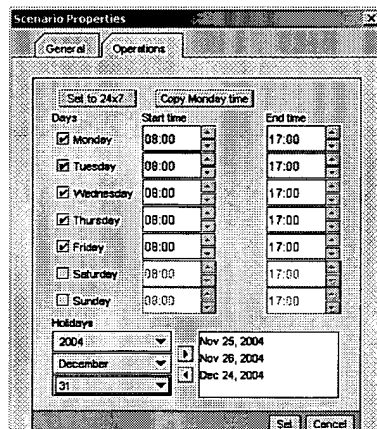 Scenario Properties
General Operations
Set to 24x7 Copy Monday time
Days Start time End time
Monday 08:00 17:00
Tuesday 08:00 17:00
Wednesday 08:00 17:00
Thursday 08:00 17:00
Friday 08:00 17:00
Saturday 08:00 17:00
Sunday 08:00 17:00
Holidays
2004 Nov 25, 2004
December Nov 26, 2004
31 Dec 24, 2004
Set Cancel